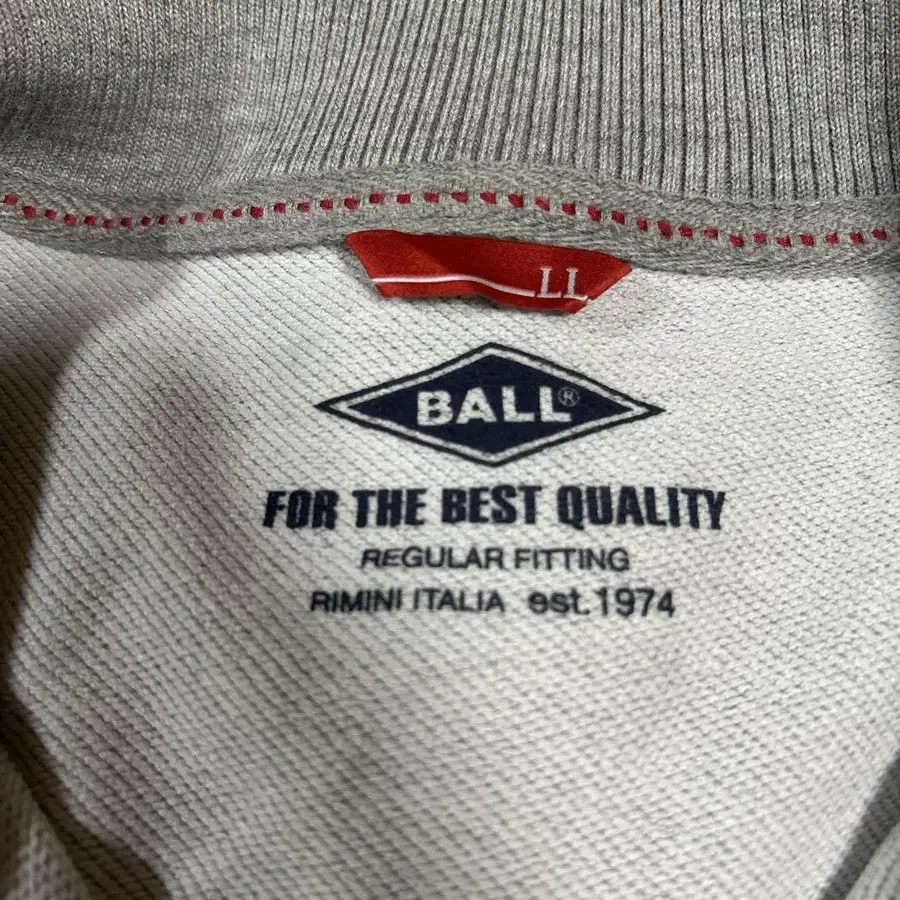 LL
BALL®
FOR THE BEST QUALITY
REGULAR FITTING
RIMINI ITALIA est.1974